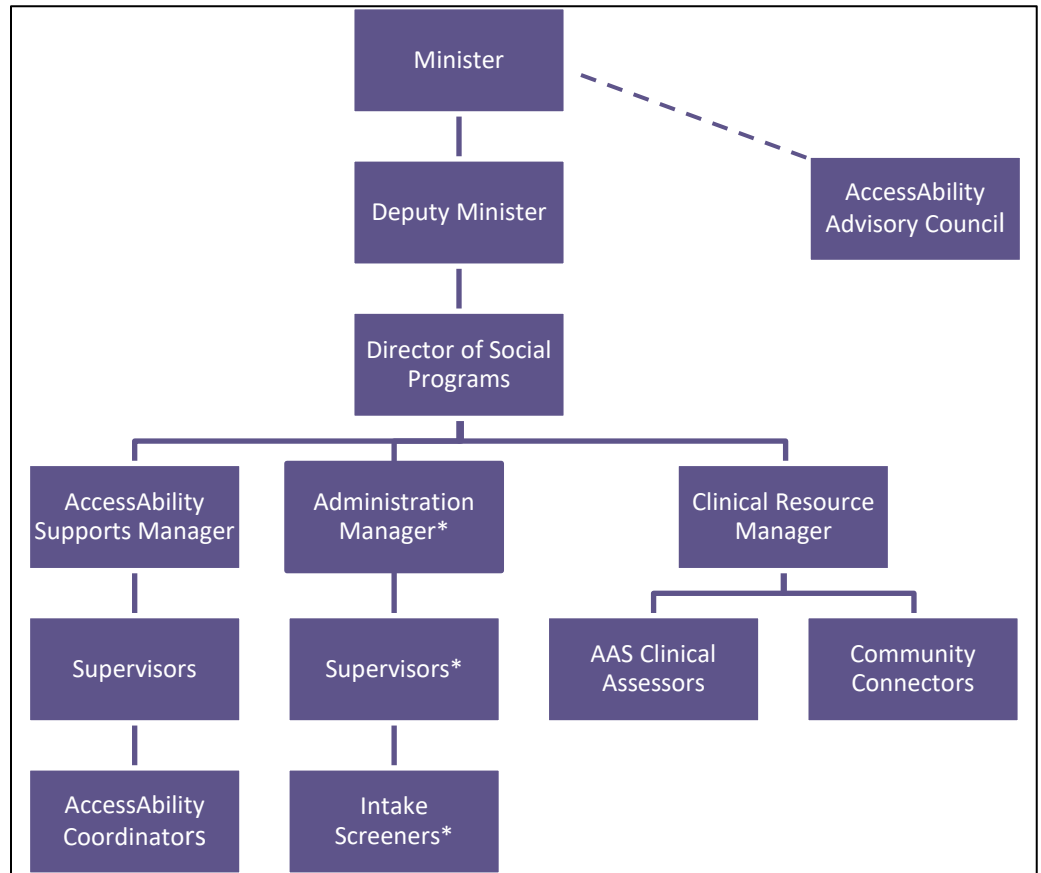 Minister
AccessAbility
Advisory Council
Deputy Minister
Director of Social
Programs
AccessAbility
Supports Manager
Administration
Manager*
Clinical Resource
Manager
Supervisors
Supervisors*
AAS Clinical
Assessors
Community
Connectors
AccessAbility
Coordinators
Intake
Screeners*